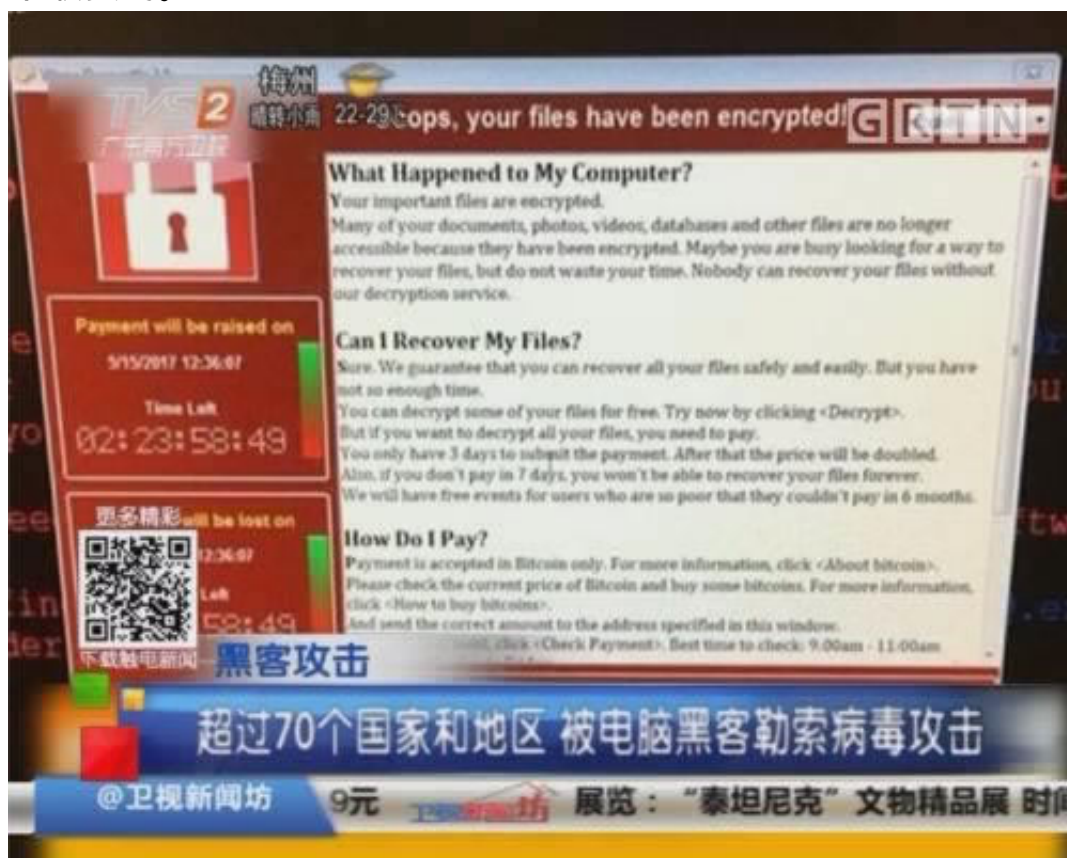 TVS2
广东南方卫视
梅州
晴转小雨 22-29
ops, your files have been encrypted!
GRTN
What Happened to My Computer?
Your important files are encrypted.
Many of your documents, photos, videos, databases and other files are no longer
accessible because they have been encrypted. Maybe you are busy looking for a way to
recover your files, but do not waste your time. Nobody can recover your files without
our decryption service.
Payment will be raised on
5/15/2017 12:36:07
Time Left
02:23:58:49
Can I Recover My Files?
Sure. We guarantee that you can recover all your files safely and easily. But you have
not so enough time.
You can decrypt some of your files for free. Try now by clicking <Decrypt>.
But if you want to decrypt all your files, you need to pay.
You only have 3 days to submit the payment. After that the price will be doubled.
Also, if you don't pay in 7 days, you won't be able to recover your files forever.
We will have free events for users who are so poor that they couldn't pay in 6 months.
更多精彩
will be lost on
12:36:07
Left
58:49
下载触电新闻
How Do I Pay?
Payment is accepted in Bitcoin only. For more information, click <About bitcoin>.
Please check the current price of Bitcoin and buy some bitcoins. For more information,
click <How to buy bitcoins>.
And send the correct amount to the address specified in this window.
click <Check Payment>. Best time to check: 9:00am - 11:00am
黑客攻击
超过70个国家和地区 被电脑黑客勒索病毒攻击
@卫视新闻坊
9元 卫视新闻坊 展览：“泰坦尼克”文物精品展 时间